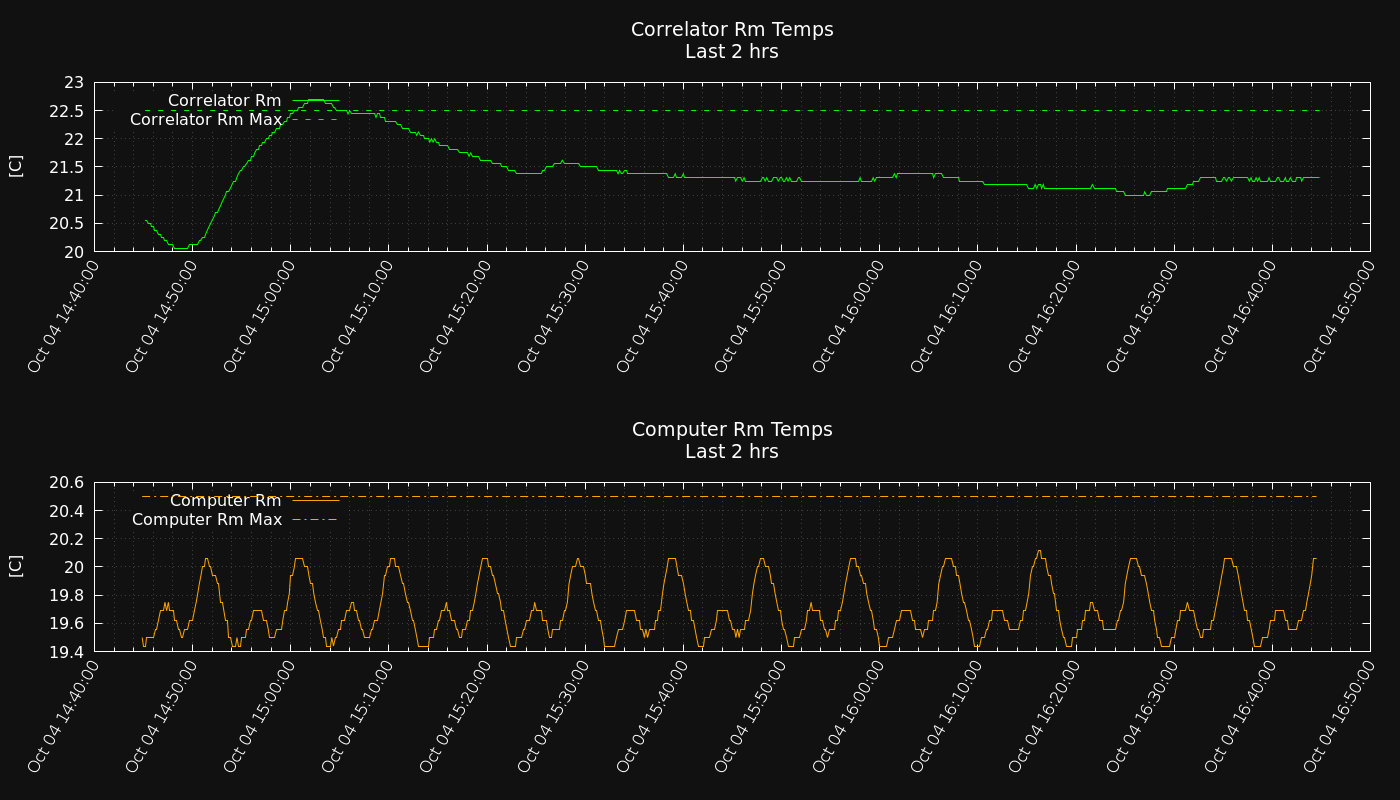 Correlator Rm Temps
Last 2 hrs
[C]
23
22.5
22
21.5
21
20.5
20
Correlator Rm
Correlator Rm Max
Oct 04 14:40:00
Oct 04 14:50:00
Oct 04 15:00:00
Oct 04 15:10:00
Oct 04 15:20:00
Oct 04 15:30:00
Oct 04 15:40:00
Oct 04 15:50:00
Oct 04 16:00:00
Oct 04 16:10:00
Oct 04 16:20:00
Oct 04 16:30:00
Oct 04 16:40:00
Oct 04 16:50:00
Computer Rm Temps
Last 2 hrs
[C]
20.6
20.4
20.2
20
19.8
19.6
19.4
Computer Rm
Computer Rm Max
Oct 04 14:40:00
Oct 04 14:50:00
Oct 04 15:00:00
Oct 04 15:10:00
Oct 04 15:20:00
Oct 04 15:30:00
Oct 04 15:40:00
Oct 04 15:50:00
Oct 04 16:00:00
Oct 04 16:10:00
Oct 04 16:20:00
Oct 04 16:30:00
Oct 04 16:40:00
Oct 04 16:50:00